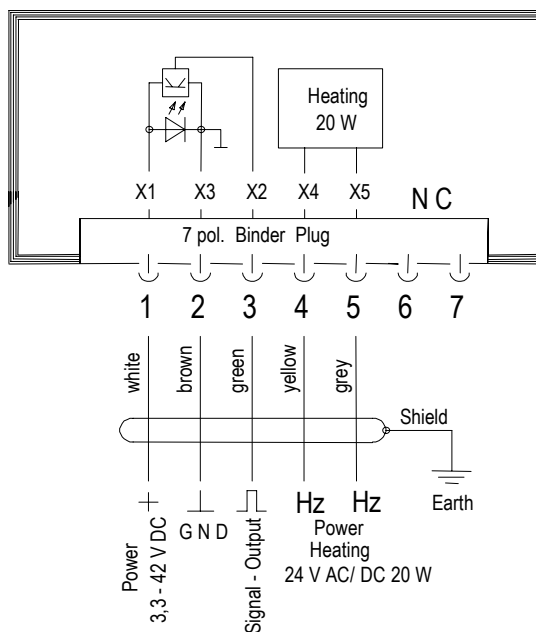 Heating
20 W
X1 X3 X2 X4 X5 N C
7 pol. Binder Plug
1 2 3 4 5 6 7
white
brown
green
yellow
grey
Shield
Earth
Power
3,3 - 42 V DC
G N D
Signal - Output
Hz Hz
Power
Heating
24 V AC/ DC 20 W